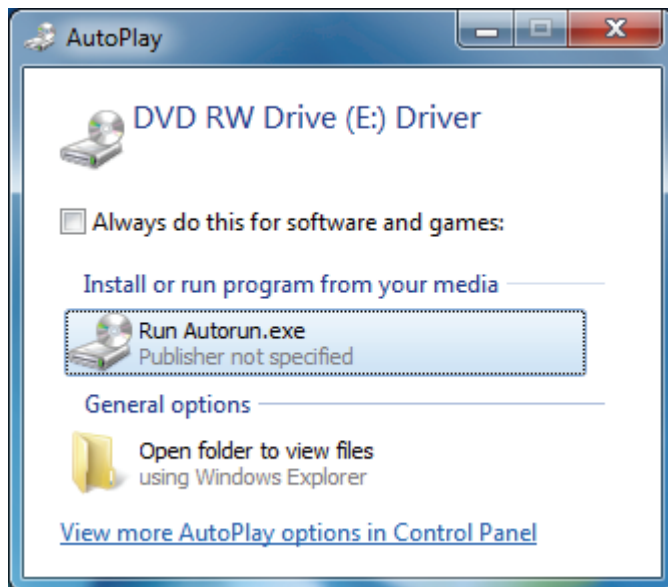 AutoPlay
DVD RW Drive (E:) Driver
Always do this for software and games:
Install or run program from your media
Run Autorun.exe
Publisher not specified
General options
Open folder to view files
using Windows Explorer
View more AutoPlay options in Control Panel